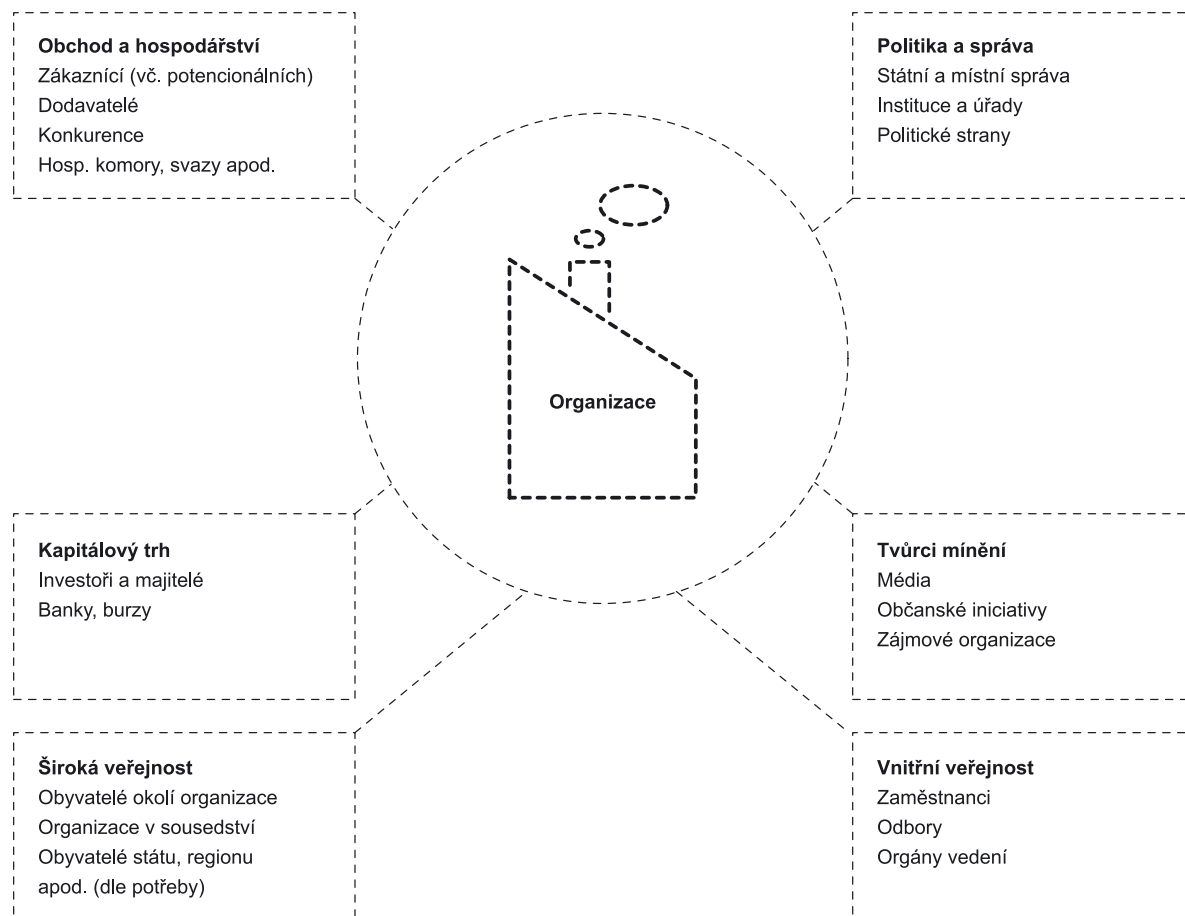 Obchod a hospodářství
Zákaznící (vč. potencionálních)
Dodavatelé
Konkurence
Hosp. komory, svazy apod.
Politika a správa
Státní a místní správa
Instituce a úřady
Politické strany
Organizace
Kapitálový trh
Investoři a majitelé
Banky, burzy
Tvůrci mínění
Média
Občanské iniciativy
Zájmové organizace
Široká veřejnost
Obyvatelé okolí organizace
Organizace v sousedství
Obyvatelé státu, regionu
apod. (dle potřeby)
Vnitřní veřejnost
Zaměstnanci
Odbory
Orgány vedení